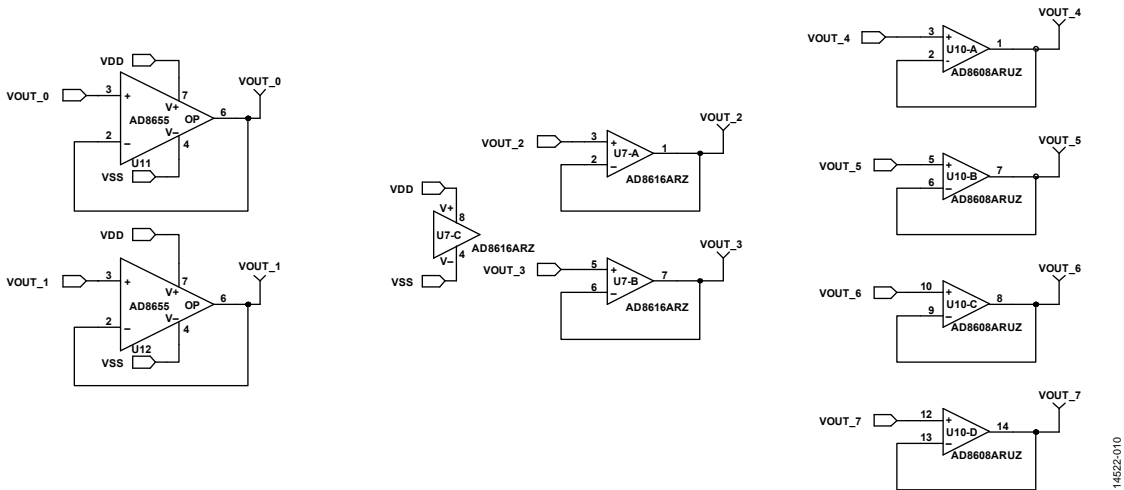 VDD
VOUT_0
VOUT_0
3
+
7
V+
AD8655
OP
6
V–
2
–
4
U11
VSS
VDD
VOUT_1
VOUT_1
3
+
7
V+
AD8655
OP
6
V–
2
–
4
U12
VSS
VDD
V+
8
U7-C
AD8616ARZ
V–
4
VSS
VOUT_2
VOUT_2
3
+
U7-A
1
2
–
AD8616ARZ
VOUT_3
VOUT_3
5
+
U7-B
7
6
–
AD8616ARZ
VOUT_4
VOUT_4
3
+
U10-A
1
2
-
AD8608ARUZ
VOUT_5
VOUT_5
5
+
U10-B
7
6
–
AD8608ARUZ
VOUT_6
VOUT_6
10
+
U10-C
8
9
–
AD8608ARUZ
VOUT_7
VOUT_7
12
+
U10-D
14
13
–
AD8608ARUZ
14522-010